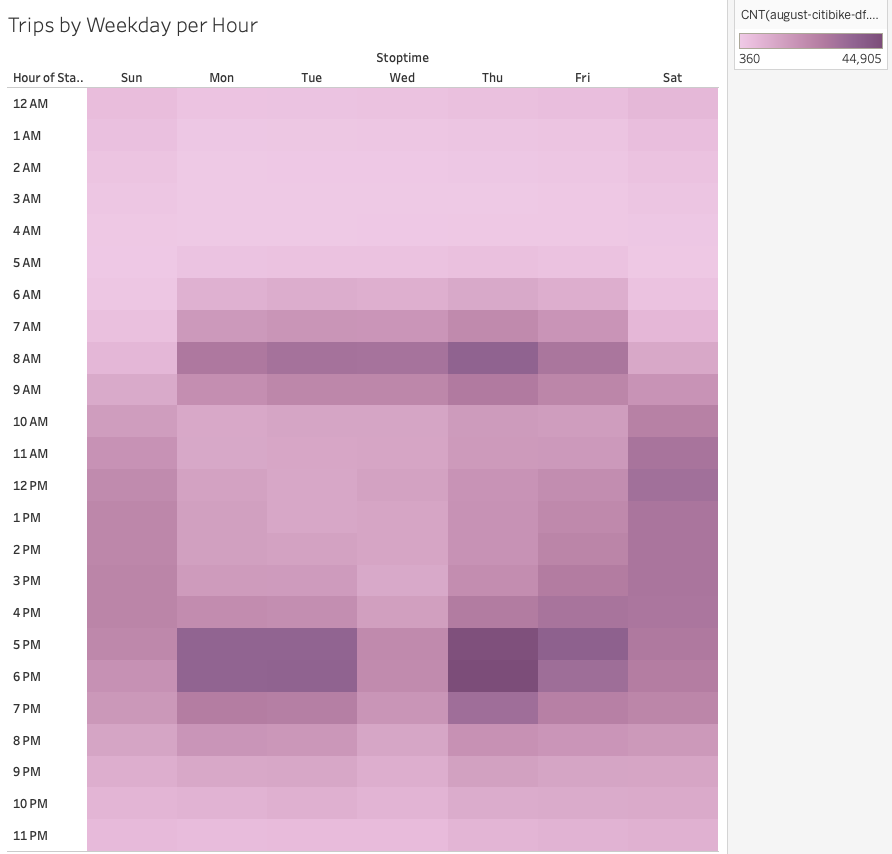 Trips by Weekday per Hour
CNT(august-citibike-df....
360 44,905
Stoptime
Hour of Sta.. Sun Mon Tue Wed Thu Fri Sat
12 AM
1 AM
2 AM
3 AM
4 AM
5 AM
6 AM
7 AM
8 AM
9 AM
10 AM
11 AM
12 PM
1 PM
2 PM
3 PM
4 PM
5 PM
6 PM
7 PM
8 PM
9 PM
10 PM
11 PM